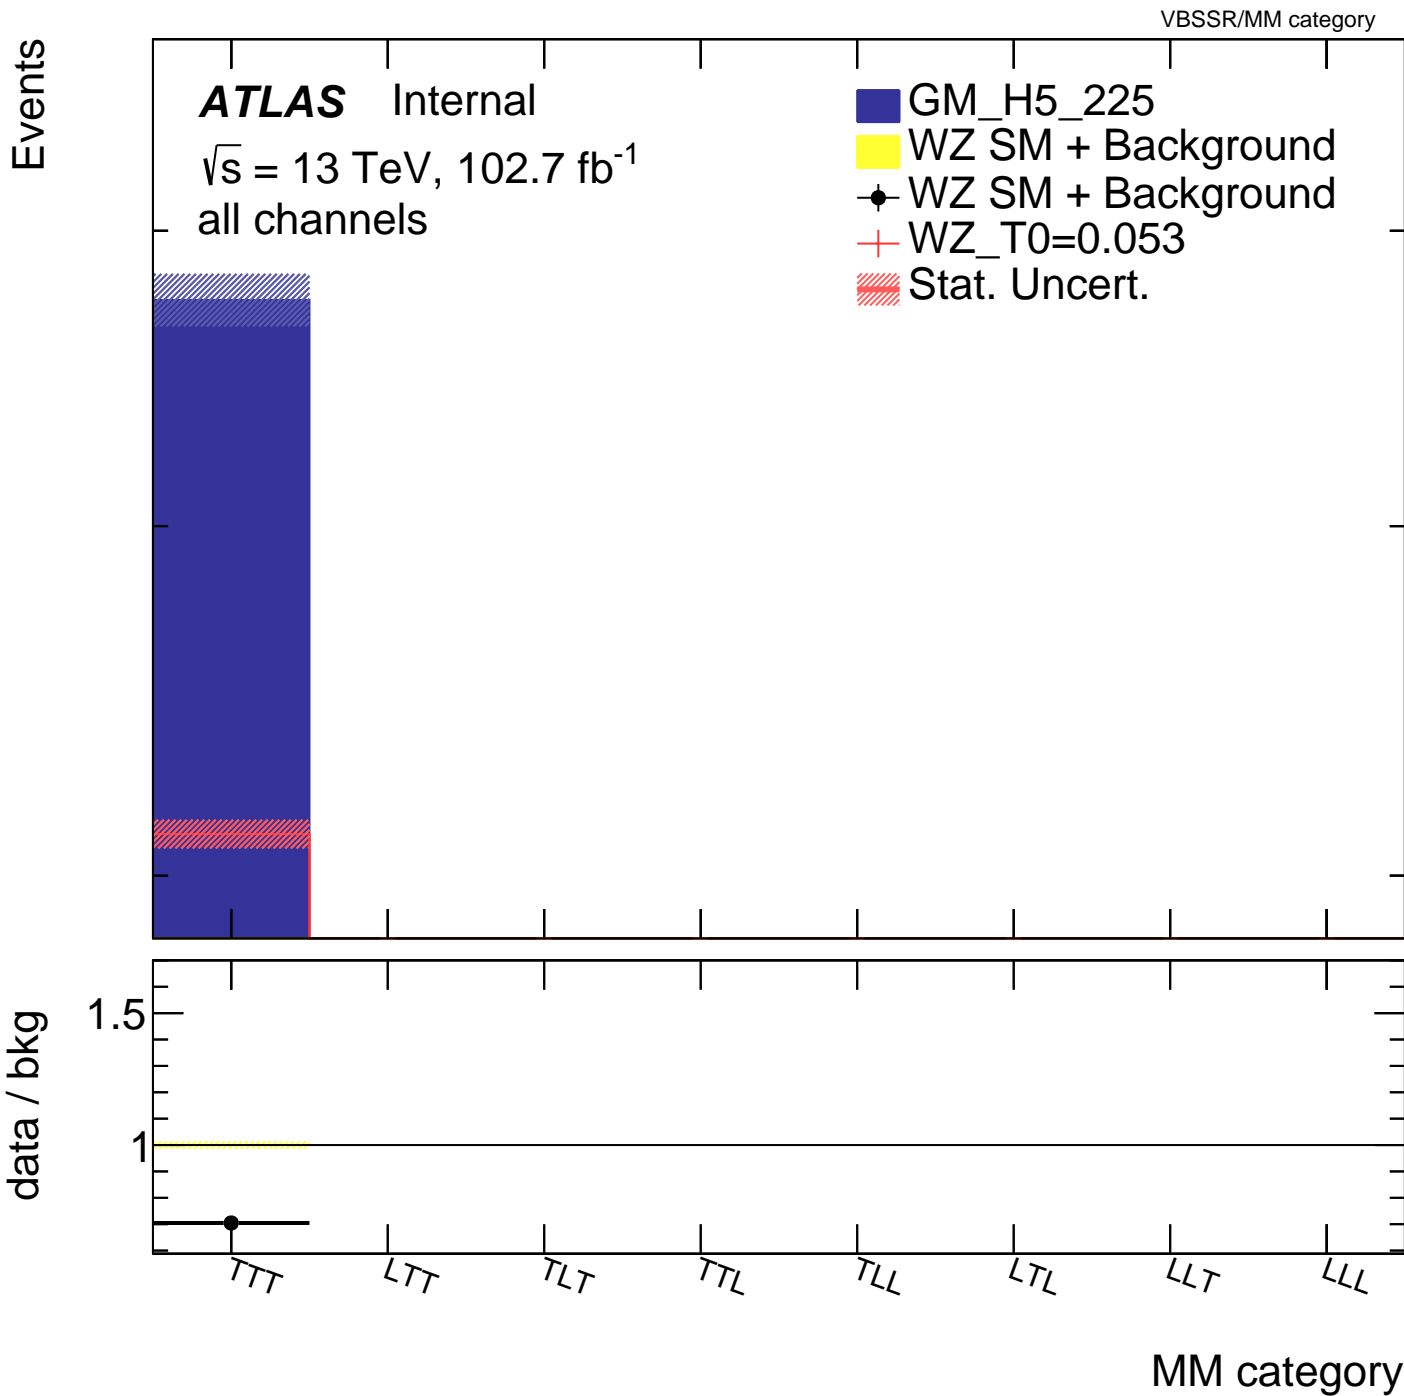 VBSSR/MM category
Events
ATLAS Internal
√s = 13 TeV, 102.7 fb⁻¹
all channels
GM_H5_225
WZ SM + Background
WZ SM + Background
WZ_T0=0.053
Stat. Uncert.
data / bkg
1.5
1
TTT LTT TLT TTL TLL LTL LLT LLL
MM category